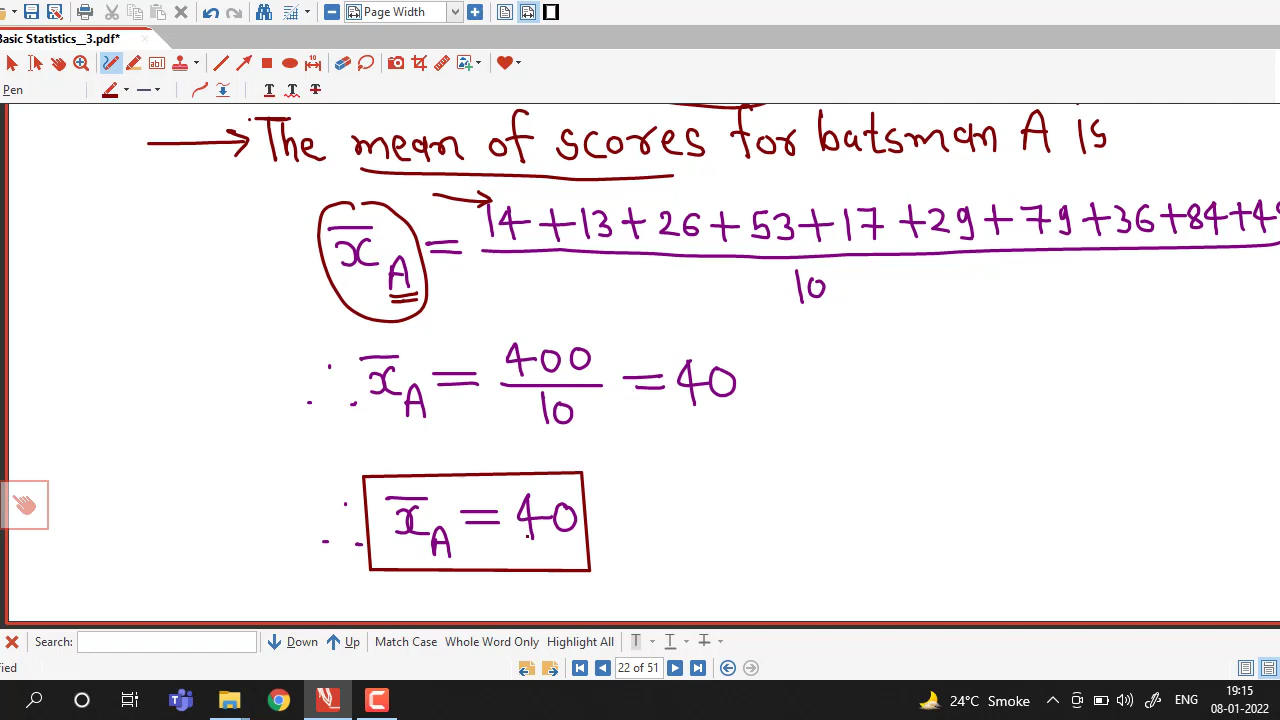 Page Width
Basic Statistics__3.pdf*
Pen
The mean of scores for batsman A is
x̄A = 14+13+26+53+17+29+79+36+84+49
10
∴ x̄A = 400/10 = 40
∴ x̄A = 40
Search: Down Up Match Case Whole Word Only Highlight All T T T
22 of 51
24°C Smoke ENG 19:15
08-01-2022